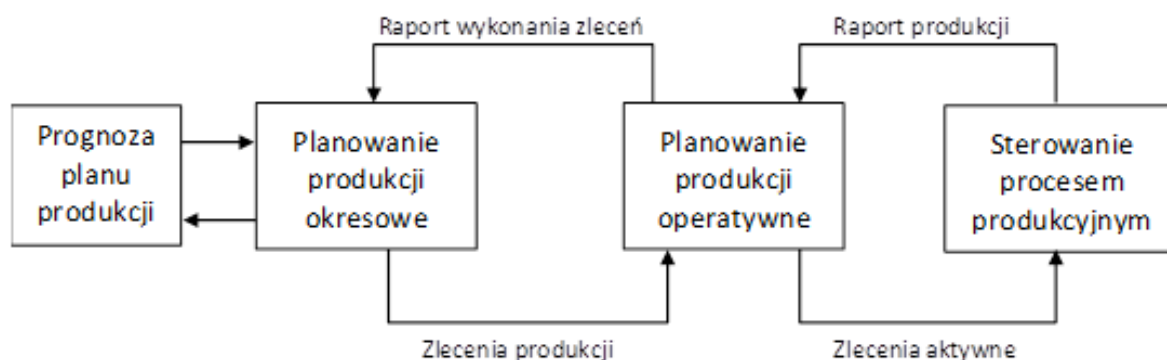 Raport wykonania zleceń
Raport produkcji
Prognoza
planu
produkcji
Planowanie
produkcji
okresowe
Planowanie
produkcji
operatywne
Sterowanie
procesem
produkcyjnym
Zlecenia produkcji
Zlecenia aktywne